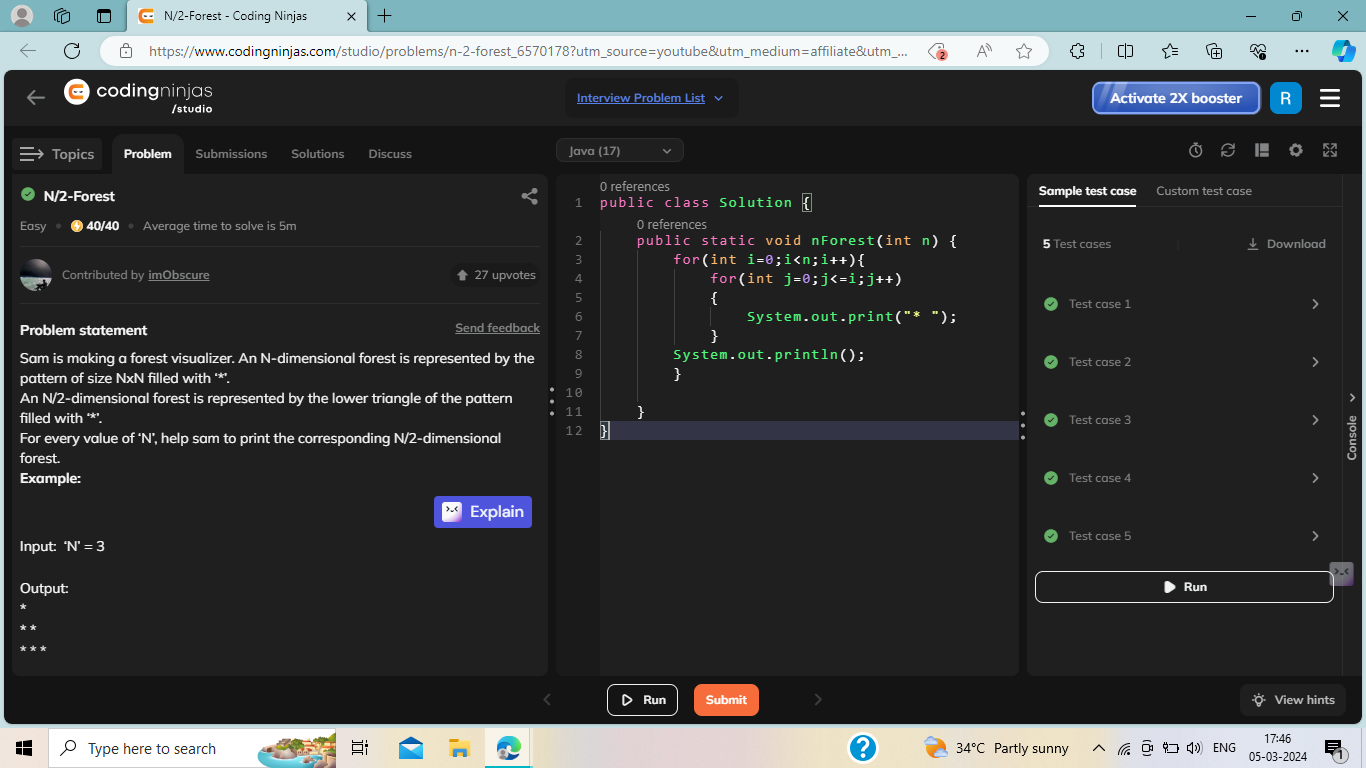 N/2-Forest - Coding Ninjas
https://www.codingninjas.com/studio/problems/n-2-forest_6570178?utm_source=youtube&utm_medium=affiliate&utm_...
2
codingninjas
/studio
Interview Problem List
Activate 2X booster
R
Topics
Problem
Submissions
Solutions
Discuss
Java (17)
N/2-Forest
Easy
40/40
Average time to solve is 5m
Contributed by imObscure
27 upvotes
Problem statement
Send feedback
Sam is making a forest visualizer. An N-dimensional forest is represented by the
pattern of size NxN filled with ‘*’.
An N/2-dimensional forest is represented by the lower triangle of the pattern
filled with ‘*’.
For every value of ‘N’, help sam to print the corresponding N/2-dimensional
forest.
Example:
Explain
Input: ‘N’ = 3
Output:
*
* *
* * *
0 references
1 public class Solution {
0 references
2 public static void nForest(int n) {
3 for(int i=0;i<n;i++){
4 for(int j=0;j<=i;j++)
5 {
6 System.out.print("* ");
7 }
8 System.out.println();
9 }
10
11 }
12 }
Sample test case
Custom test case
5 Test cases
Download
Test case 1
Test case 2
Test case 3
Test case 4
Test case 5
Run
Console
Run
Submit
View hints
Type here to search
34°C Partly sunny
ENG
17:46
05-03-2024
1